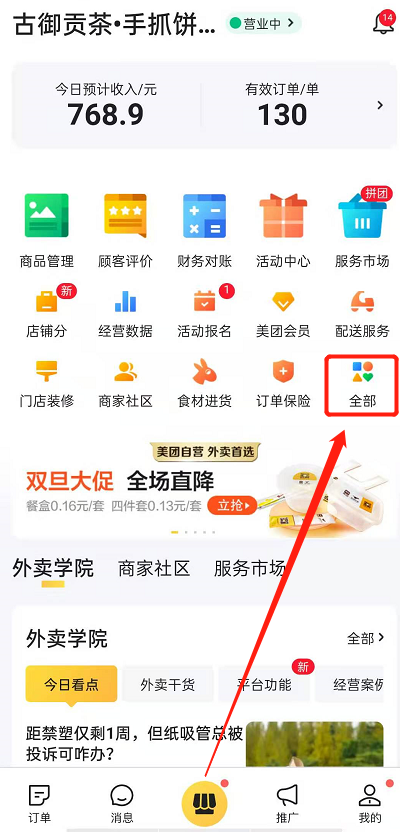 古御贡茶•手抓饼...
营业中
14
今日预计收入/元
有效订单/单
768.9
130
拼团
商品管理
顾客评价
财务对账
活动中心
服务市场
新
1
店铺分
经营数据
活动报名
美团会员
配送服务
门店装修
商家社区
食材进货
订单保险
全部
美团自营 外卖首选
双旦大促 全场直降
餐盒0.16元/套 四件套0.13元/套
立抢
外卖学院
商家社区
服务市场
外卖学院
全部
新
今日看点
外卖干货
平台功能
经营案例
距禁塑仅剩1周，但纸吸管总被
投诉可咋办？
订单
消息
推广
我的